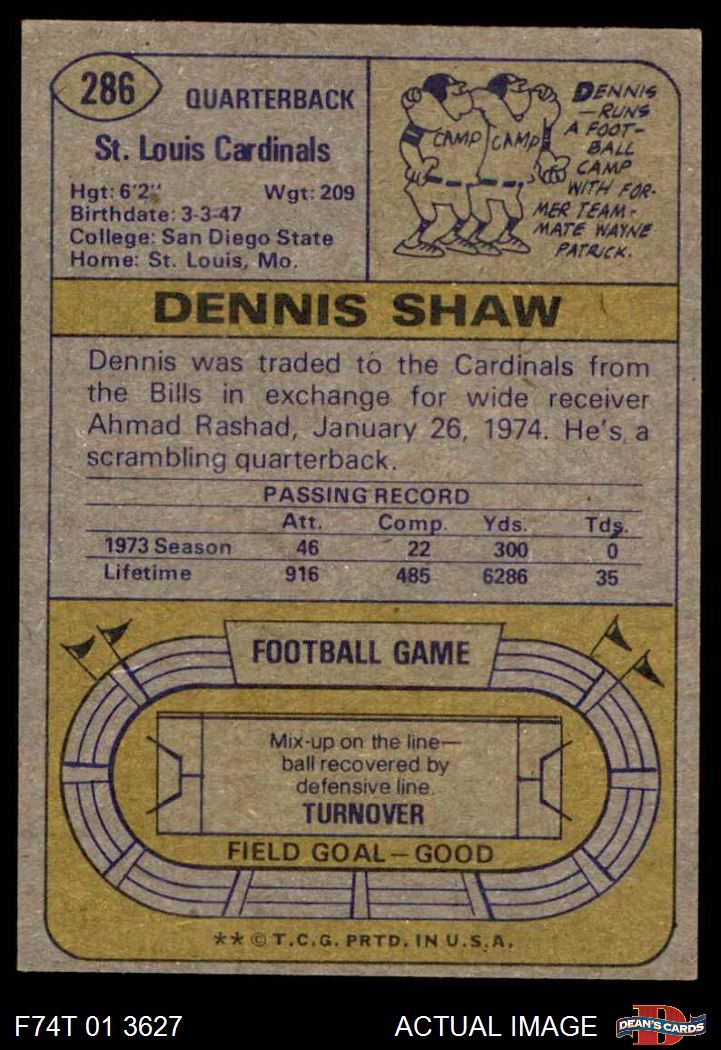 286
QUARTERBACK
St. Louis Cardinals
Hgt: 6'2" Wgt: 209
Birthdate: 3-3-47
College: San Diego State
Home: St. Louis, Mo.
CAMP CAMP
DENNIS
—RUNS
A FOOT-
BALL
CAMP
WITH FOR-
MER TEAM-
MATE WAYNE
PATRICK.
DENNIS SHAW
Dennis was traded to the Cardinals from
the Bills in exchange for wide receiver
Ahmad Rashad, January 26, 1974. He's a
scrambling quarterback.
PASSING RECORD
Att. Comp. Yds. Tds.
1973 Season 46 22 300 0
Lifetime 916 485 6286 35
FOOTBALL GAME
Mix-up on the line—
ball recovered by
defensive line.
TURNOVER
FIELD GOAL—GOOD
** © T.C.G. PRTD. IN U.S.A.
F74T 01 3627 ACTUAL IMAGE
D
DEAN'S CARDS